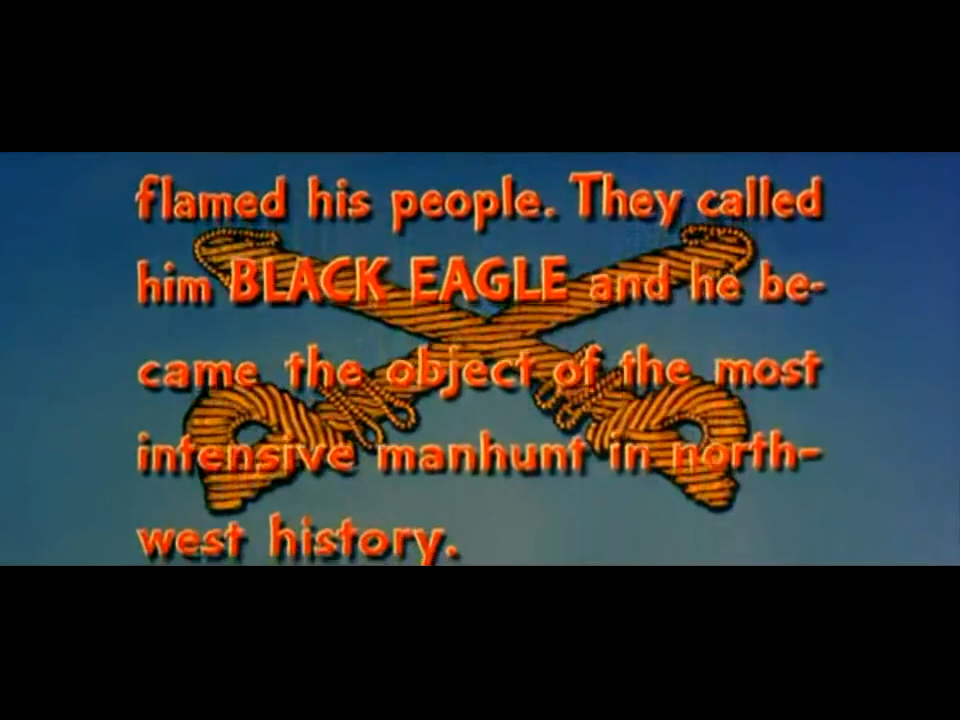 flamed his people. They called
him BLACK EAGLE and he be-
came the object of the most
intensive manhunt in north-
west history.